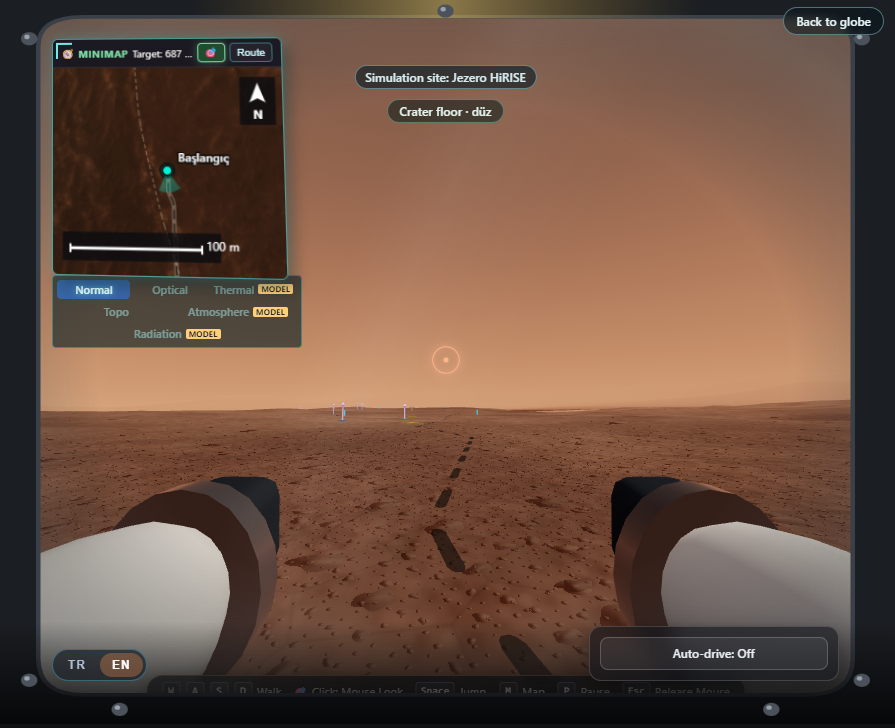 Back to globe
MINIMAP Target: 687 ... Route
N
Başlangıç
100 m
Simulation site: Jezero HiRISE
Crater floor · düz
Normal Optical Thermal MODEL
Topo Atmosphere MODEL
Radiation MODEL
Auto-drive: Off
TR EN
W A S D Walk Click: Mouse Look Space Jump M Map P Pause Esc Release Mouse